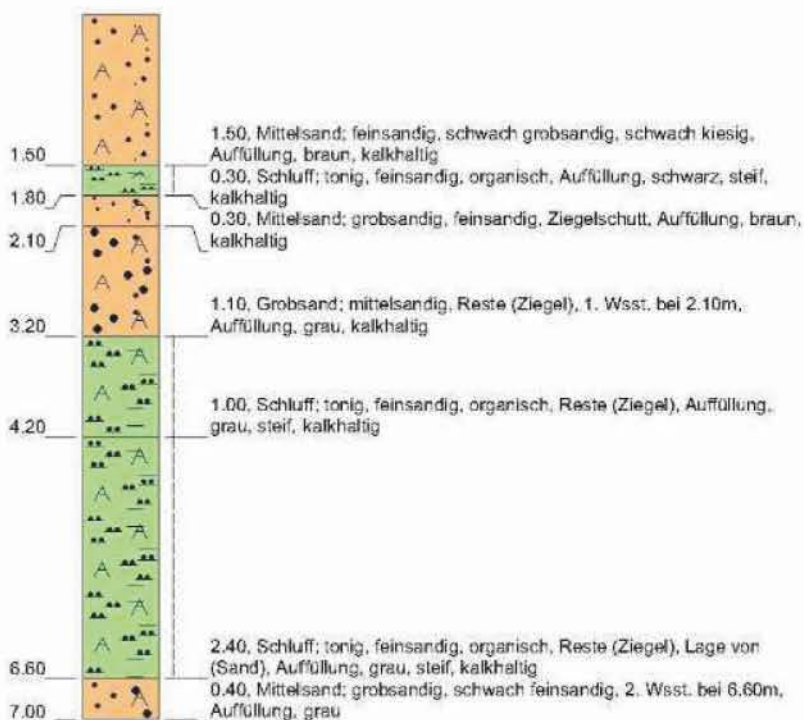 1.50, Mittelsand; feinsandig, schwach grobsandig, schwach kiesig,
1.50 Auffüllung, braun, kalkhaltig
0.30, Schluff; tonig, feinsandig, organisch, Auffüllung, schwarz, steif,
1.80 kalkhaltig
0.30, Mittelsand; grobsandig, feinsandig, Ziegelschutt, Auffüllung, braun,
2.10 kalkhaltig
1.10, Grobsand; mittelsandig, Reste (Ziegel), 1. Wsst. bei 2.10m,
3.20 Auffüllung, grau, kalkhaltig
1.00, Schluff; tonig, feinsandig, organisch, Reste (Ziegel), Auffüllung,
4.20 grau, steif, kalkhaltig
2.40, Schluff; tonig, feinsandig, organisch, Reste (Ziegel), Lage von
6.60 (Sand), Auffüllung, grau, steif, kalkhaltig
0.40, Mittelsand; grobsandig, schwach feinsandig, 2. Wsst. bei 6.60m,
7.00 Auffüllung, grau